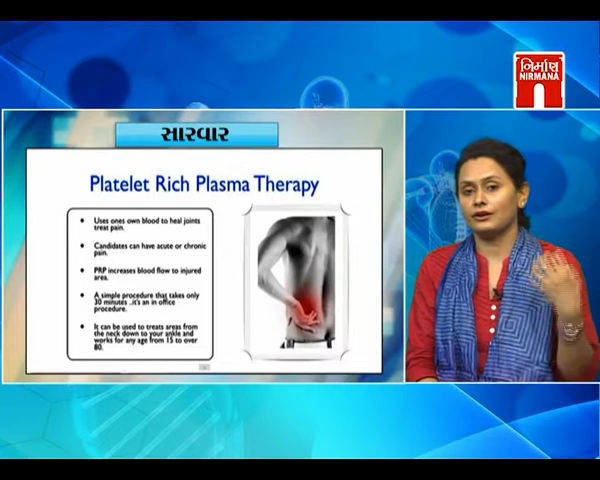 નિર્માણ
NIRMANA
સારવાર
Platelet Rich Plasma Therapy
• Uses ones own blood to heal joints
treat pain.
• Candidates can have acute or chronic
pain.
• PRP increases blood flow to injured
area.
• A simple procedure that takes only
30 minutes ..it's an in office
procedure.
• It can be used to treats areas from
the neck down to your ankle and
works for any age from 15 to over
80.